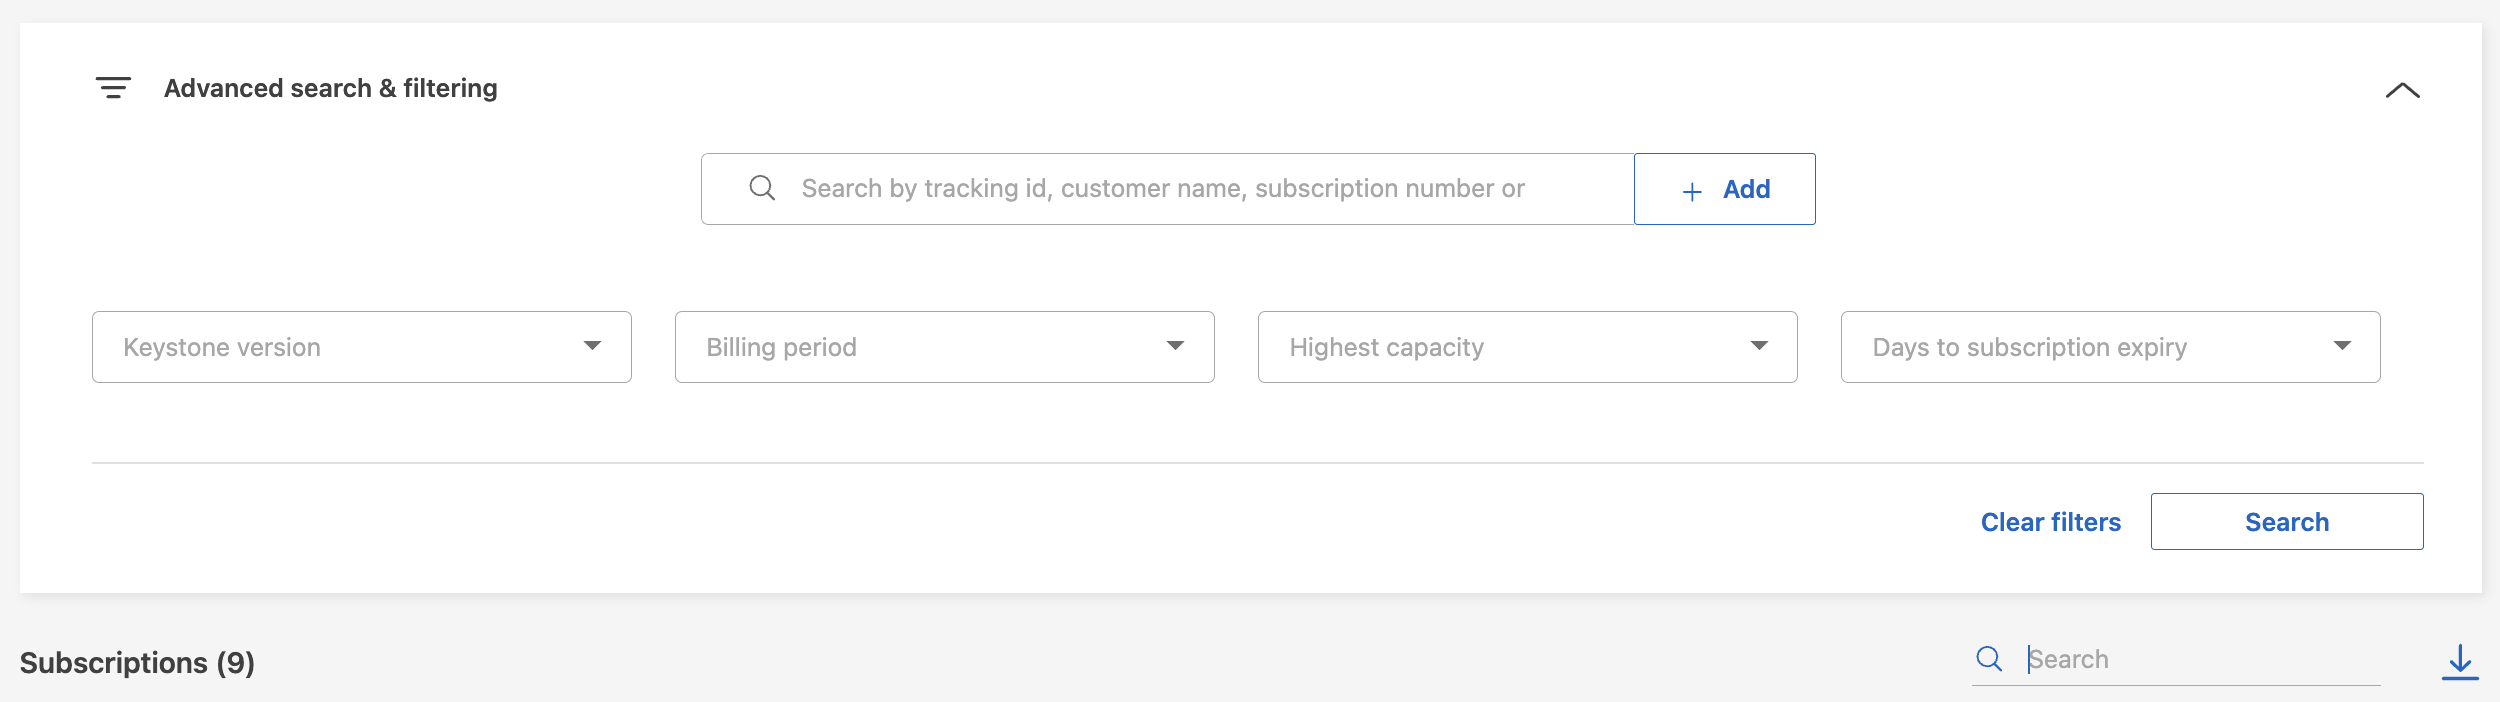 Advanced search & filtering
Search by tracking id, customer name, subscription number or
Add
Keystone version
Billing period
Highest capacity
Days to subscription expiry
Clear filters
Search
Subscriptions (9)
Search